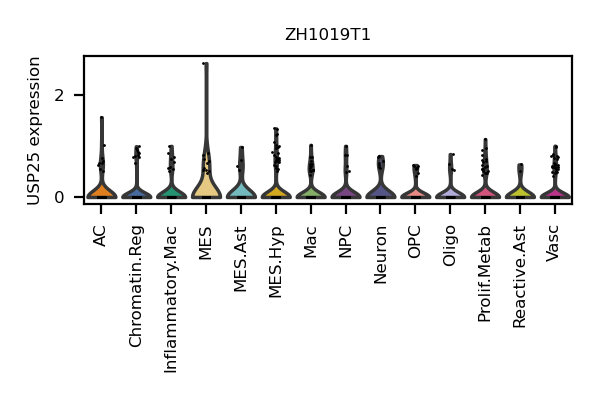 ZH1019T1
USP25 expression
2
0
AC
Chromatin.Reg
Inflammatory.Mac
MES
MES.Ast
MES.Hyp
Mac
NPC
Neuron
OPC
Oligo
Prolif.Metab
Reactive.Ast
Vasc